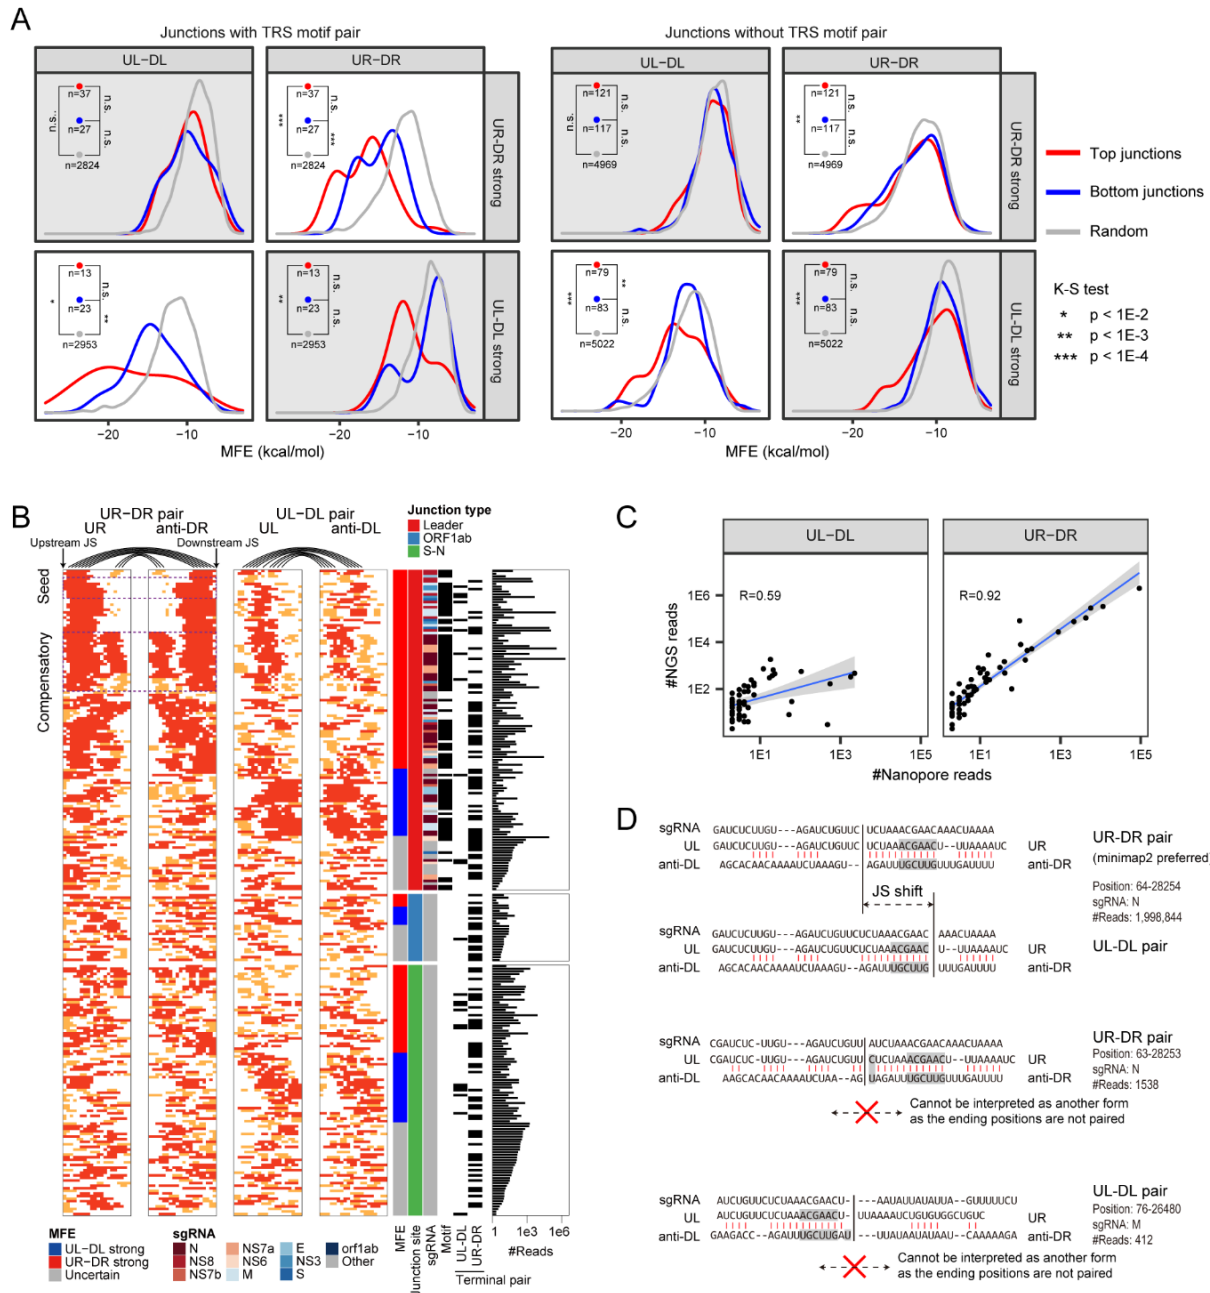 A
Junctions with TRS motif pair
Junctions without TRS motif pair
UL−DL
UR−DR
UL−DL
UR−DR
n=37
n=27
n=2824
n.s.
n.s.
n.s.
n=37
n=27
n=2824
***
n.s.
***
UR-DR strong
n=121
n=117
n=4969
n.s.
n.s.
n.s.
n=121
n=117
n=4969
**
n.s.
n.s.
UR-DR strong
n=13
n=23
n=2953
*
n.s.
**
n=13
n=23
n=2953
**
n.s.
n.s.
UL-DL strong
n=79
n=83
n=5022
***
**
n.s.
n=79
n=83
n=5022
***
n.s.
n.s.
UL-DL strong
−20
−10
−20
−10
−20
−10
−20
−10
MFE (kcal/mol)
MFE (kcal/mol)
Top junctions
Bottom junctions
Random
K-S test
* p < 1E-2
** p < 1E-3
*** p < 1E-4
B
UR−DR pair
UR
anti-DR
UL−DL pair
UL
anti-DL
Upstream JS
Downstream JS
Junction type
Leader
ORF1ab
S-N
Seed
Compensatory
MFE
Junction site
sgRNA
Motif
UL-DL
UR-DR
Terminal pair
1
1e3
1e6
#Reads
MFE
UL-DL strong
UR-DR strong
Uncertain
sgRNA
N
NS8
NS7b
NS7a
NS6
M
E
NS3
S
orf1ab
Other
C
UL-DL
UR-DR
R=0.59
R=0.92
#NGS reads
1E6
1E4
1E2
1E1
1E3
1E5
1E1
1E3
1E5
#Nanopore reads
D
sgRNA GAUCUCUUGU---AGAUCUGUUC UCUAAACGAACAAACUAAAA
UL GAUCUCUUGU---AGAUCUGUUC UCUAAACGAACU--UUAAAAUC UR
anti-DL AGCACAACAAAAUCUAAAGU --AGAUUUGCUUGUUUGAUUUU anti-DR
UR-DR pair
(minimap2 preferred)
Position: 64-28254
sgRNA: N
#Reads: 1,998,844
JS shift
sgRNA GAUCUCUUGU---AGAUCUGUUCUCUAAACGAAC AAACUAAAA
UL GAUCUCUUGU---AGAUCUGUUCUCUAAACGAAC U--UUAAAAUC UR
anti-DL AGCACAACAAAAUCUAAAGU--AGAUUUGCUUG UUUGAUUUU anti-DR
UL-DL pair
sgRNA CGAUCUC-UUGU---AGAUCUGUU AUCUAAACGAACAAACUAAAA
UL CGAUCUC-UUGU---AGAUCUGUU CUCUAAACGAACU--UUAAAAUC UR
anti-DL AAGCACAACAAAAUCUAA--AG UAGAUUUGCUUGUUUGAUUUU anti-DR
UR-DR pair
Position: 63-28253
sgRNA: N
#Reads: 1538
Cannot be interpreted as another form
as the ending positions are not paired
sgRNA AUCUGUUCUCUAAACGAACU- --AAUAUUAUAUUA--GUUUUUCU
UL AUCUGUUCUCUAAACGAACU- -UUAAAAUCUGUGUGGCUGUC UR
anti-DL GAAGACC-AGAUUUGCUUGAU UUAUAAUAUAAUCAAAAAGA anti-DR
UL-DL pair
Position: 76-26480
sgRNA: M
#Reads: 412
Cannot be interpreted as another form
as the ending positions are not paired